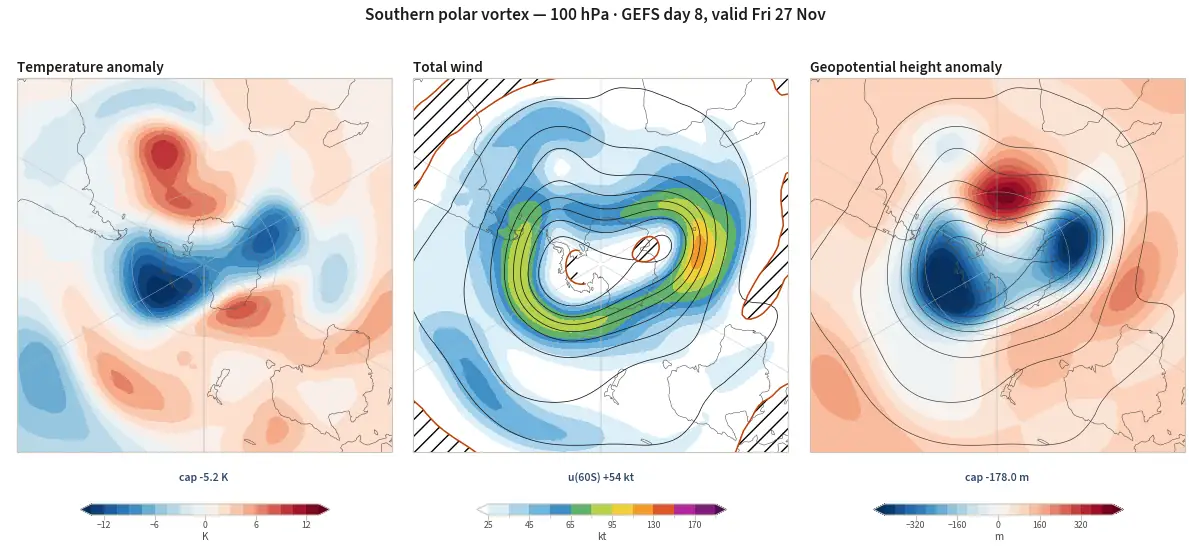 Southern polar vortex — 100 hPa · GEFS day 8, valid Fri 27 Nov
Temperature anomaly
Total wind
Geopotential height anomaly
cap -5.2 K
u(60S) +54 kt
cap -178.0 m
−12 −6 0 6 12
K
25 45 65 95 130 170
kt
−320 −160 0 160 320
m